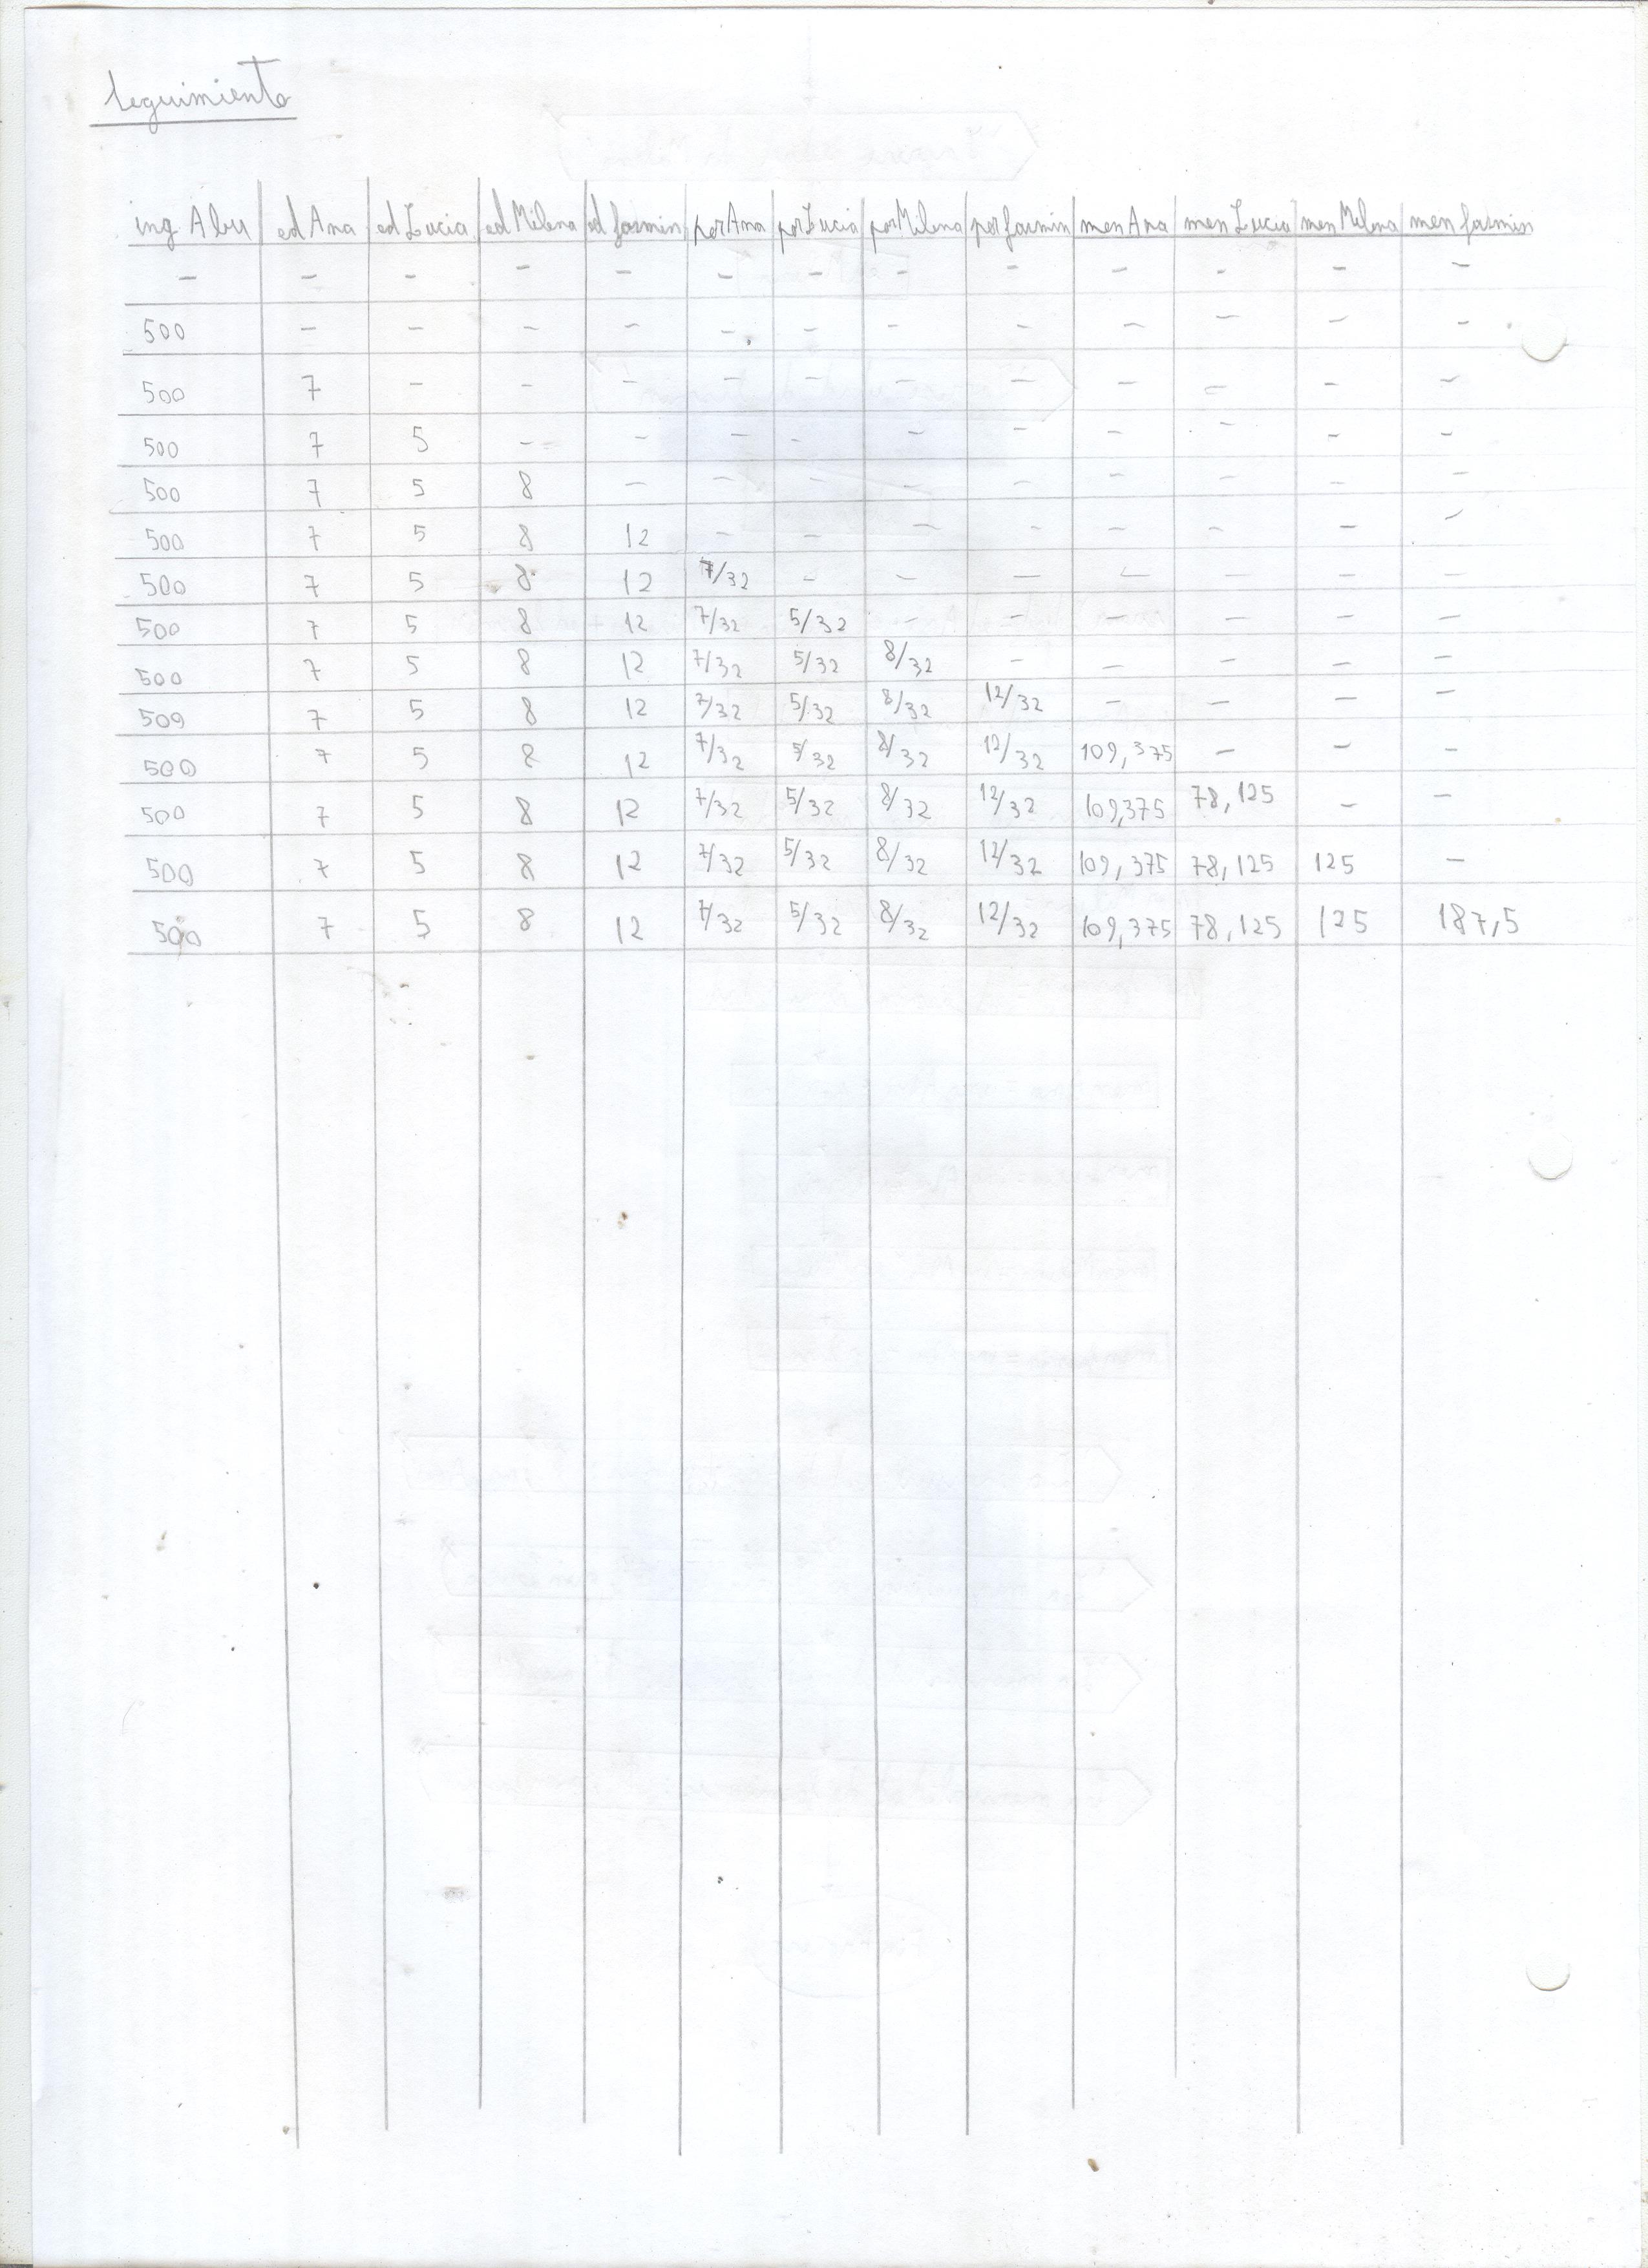 Seguimiento
ing Abu | ed Ana | ed Lucia | ed Milena | ed farmin | por Ana | por Lucia | por Milena | por farmin | men Ana | men Lucia | men Milena | men farmin
- | - | - | - | - | - | - | - | - | - | - | - | -
500 | - | - | - | - | - | - | - | - | - | - | - | -
500 | 7 | - | - | - | - | - | - | - | - | - | - | -
500 | 7 | 5 | - | - | - | - | - | - | - | - | - | -
500 | 7 | 5 | 8 | - | - | - | - | - | - | - | - | -
500 | 7 | 5 | 8 | 12 | - | - | - | - | - | - | - | -
500 | 7 | 5 | 8 | 12 | 7/32 | - | - | - | - | - | - | -
500 | 7 | 5 | 8 | 12 | 7/32 | 5/32 | - | - | - | - | - | -
500 | 7 | 5 | 8 | 12 | 7/32 | 5/32 | 8/32 | - | - | - | - | -
500 | 7 | 5 | 8 | 12 | 7/32 | 5/32 | 8/32 | 12/32 | - | - | - | -
500 | 7 | 5 | 8 | 12 | 7/32 | 5/32 | 8/32 | 12/32 | 109,375 | - | - | -
500 | 7 | 5 | 8 | 12 | 7/32 | 5/32 | 8/32 | 12/32 | 109,375 | 78,125 | - | -
500 | 7 | 5 | 8 | 12 | 7/32 | 5/32 | 8/32 | 12/32 | 109,375 | 78,125 | 125 | -
500 | 7 | 5 | 8 | 12 | 7/32 | 5/32 | 8/32 | 12/32 | 109,375 | 78,125 | 125 | 187,5